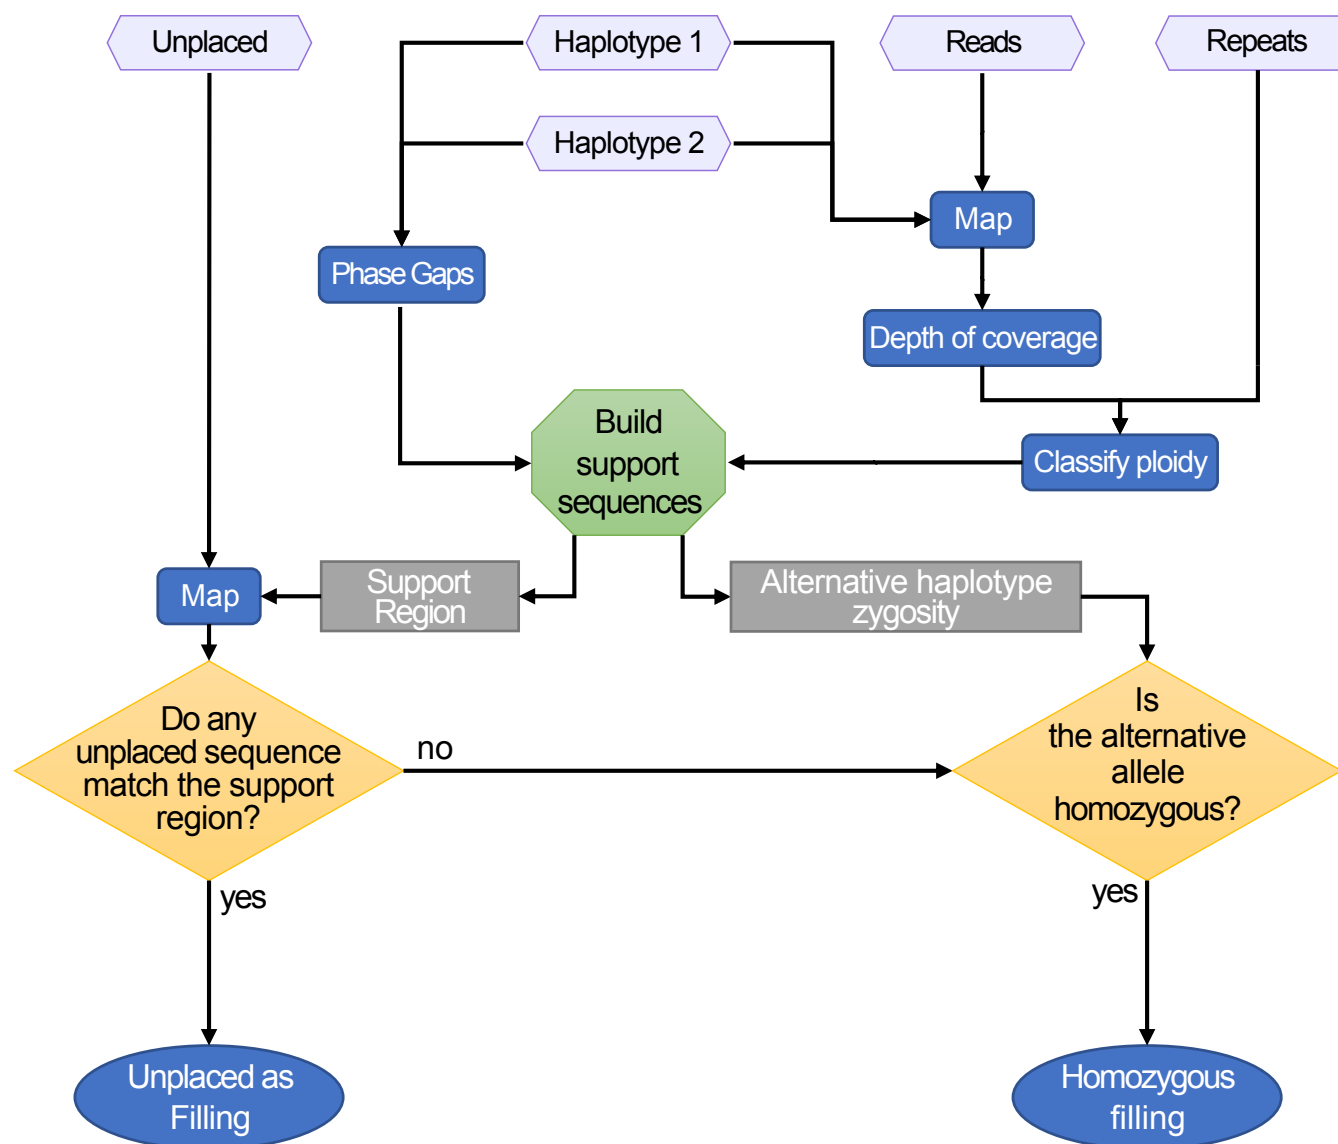 Unplaced
Haplotype 1
Reads
Repeats
Haplotype 2
Map
Phase Gaps
Depth of coverage
Build
support
sequences
Classify ploidy
Map
Support
Region
Alternative haplotype
zygosity
Do any
unplaced sequence
match the support
region?
no
Is
the alternative
allele
homozygous?
yes
yes
Unplaced as
Filling
Homozygous
filling